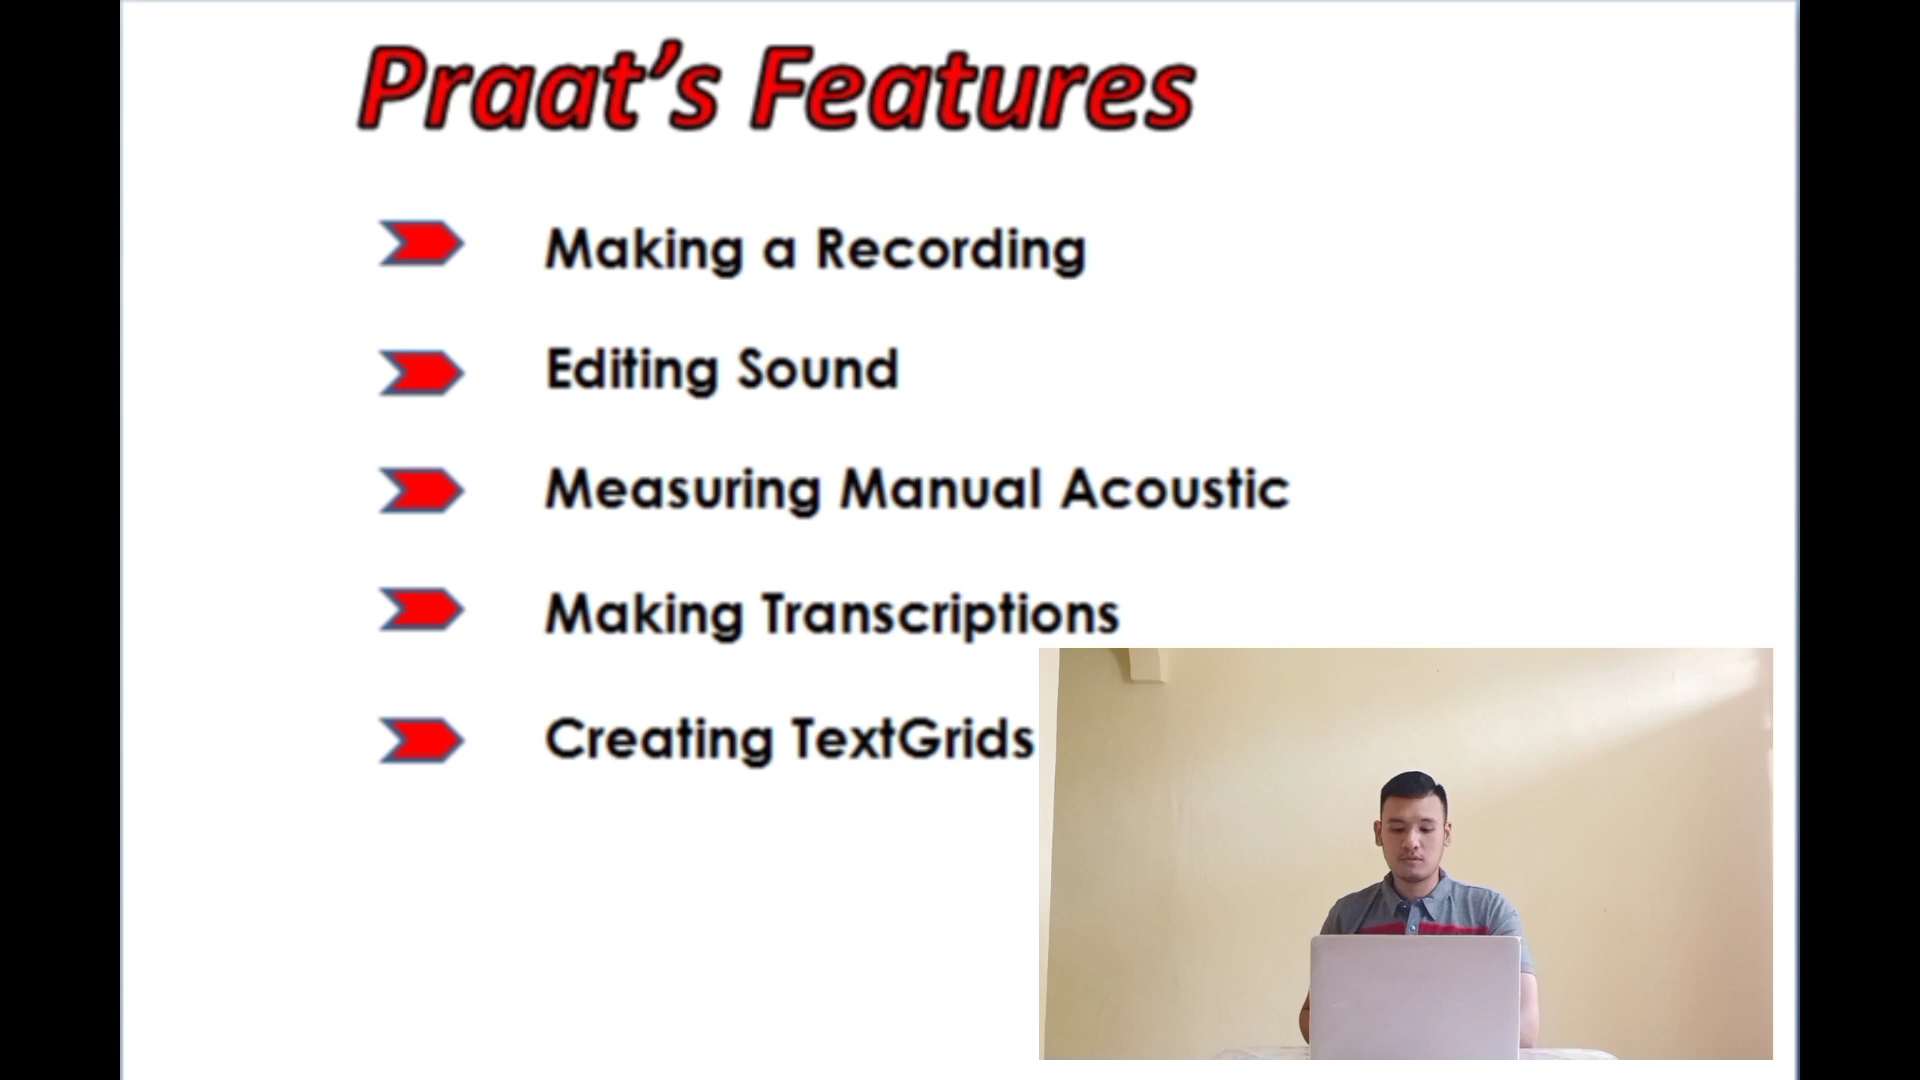 Praat’s Features
Making a Recording
Editing Sound
Measuring Manual Acoustic
Making Transcriptions
Creating TextGrids